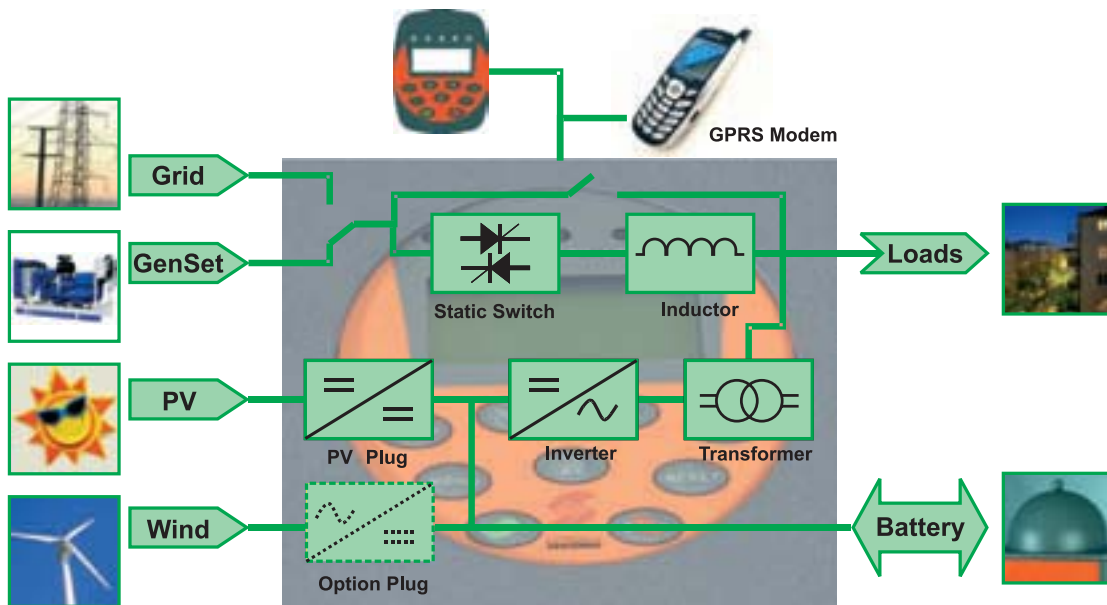 GPRS Modem
Grid
GenSet
Loads
Static Switch
Inductor
PV
PV Plug
Inverter
Transformer
Wind
Battery
Option Plug